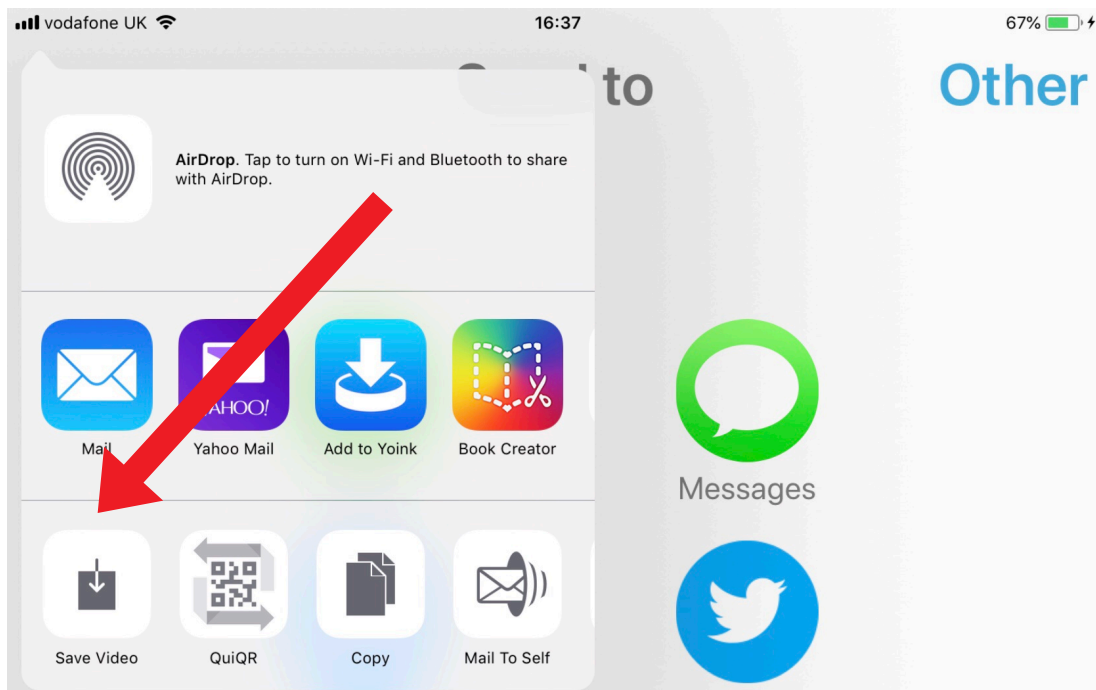 vodafone UK
16:37
67%
to
Other
AirDrop. Tap to turn on Wi-Fi and Bluetooth to share
with AirDrop.
YAHOO!
Mail
Yahoo Mail
Add to Yoink
Book Creator
Messages
Save Video
QuiQR
Copy
Mail To Self